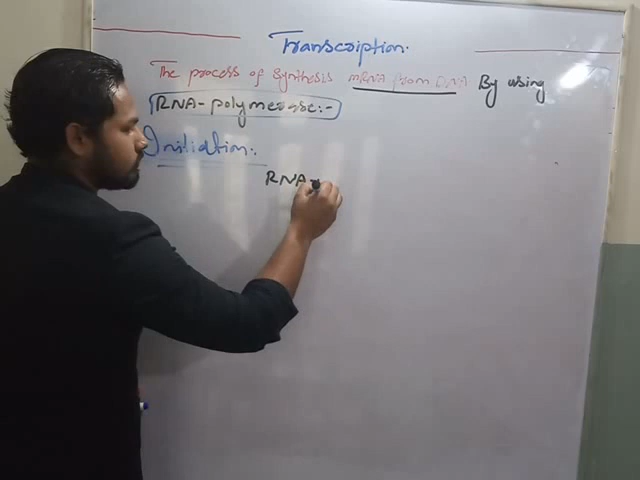 Transcription.
The process of synthesis mRNA from DNA By using
RNA-polymerase:-
Initiation:.
RNA-